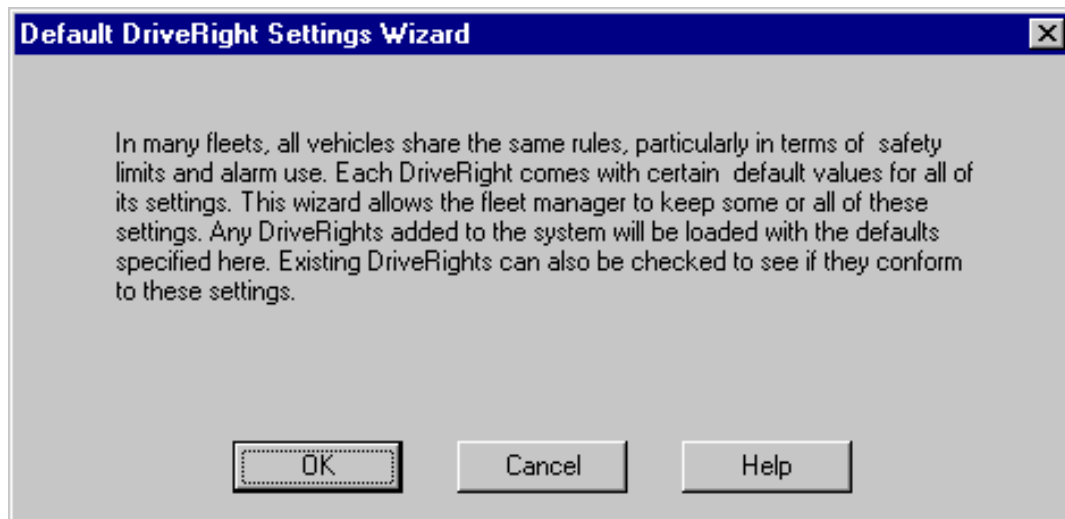 Default DriveRight Settings Wizard
In many fleets, all vehicles share the same rules, particularly in terms of  safety
limits and alarm use. Each DriveRight comes with certain  default values for all of
its settings. This wizard allows the fleet manager to keep some or all of these
settings. Any DriveRights added to the system will be loaded with the defaults
specified here. Existing DriveRights can also be checked to see if they conform
to these settings.
OK Cancel Help